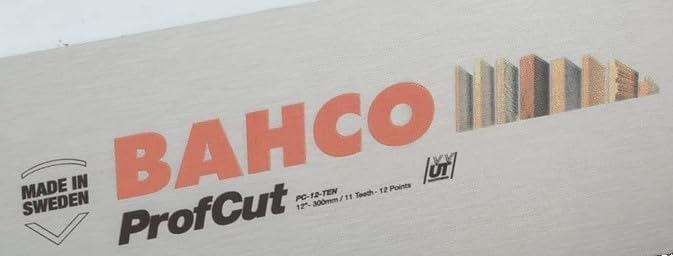 MADE IN
SWEDEN
BAHCO
ProfCut
PC-12-TEN
12"- 300mm / 11 Teeth - 12 Points
UT